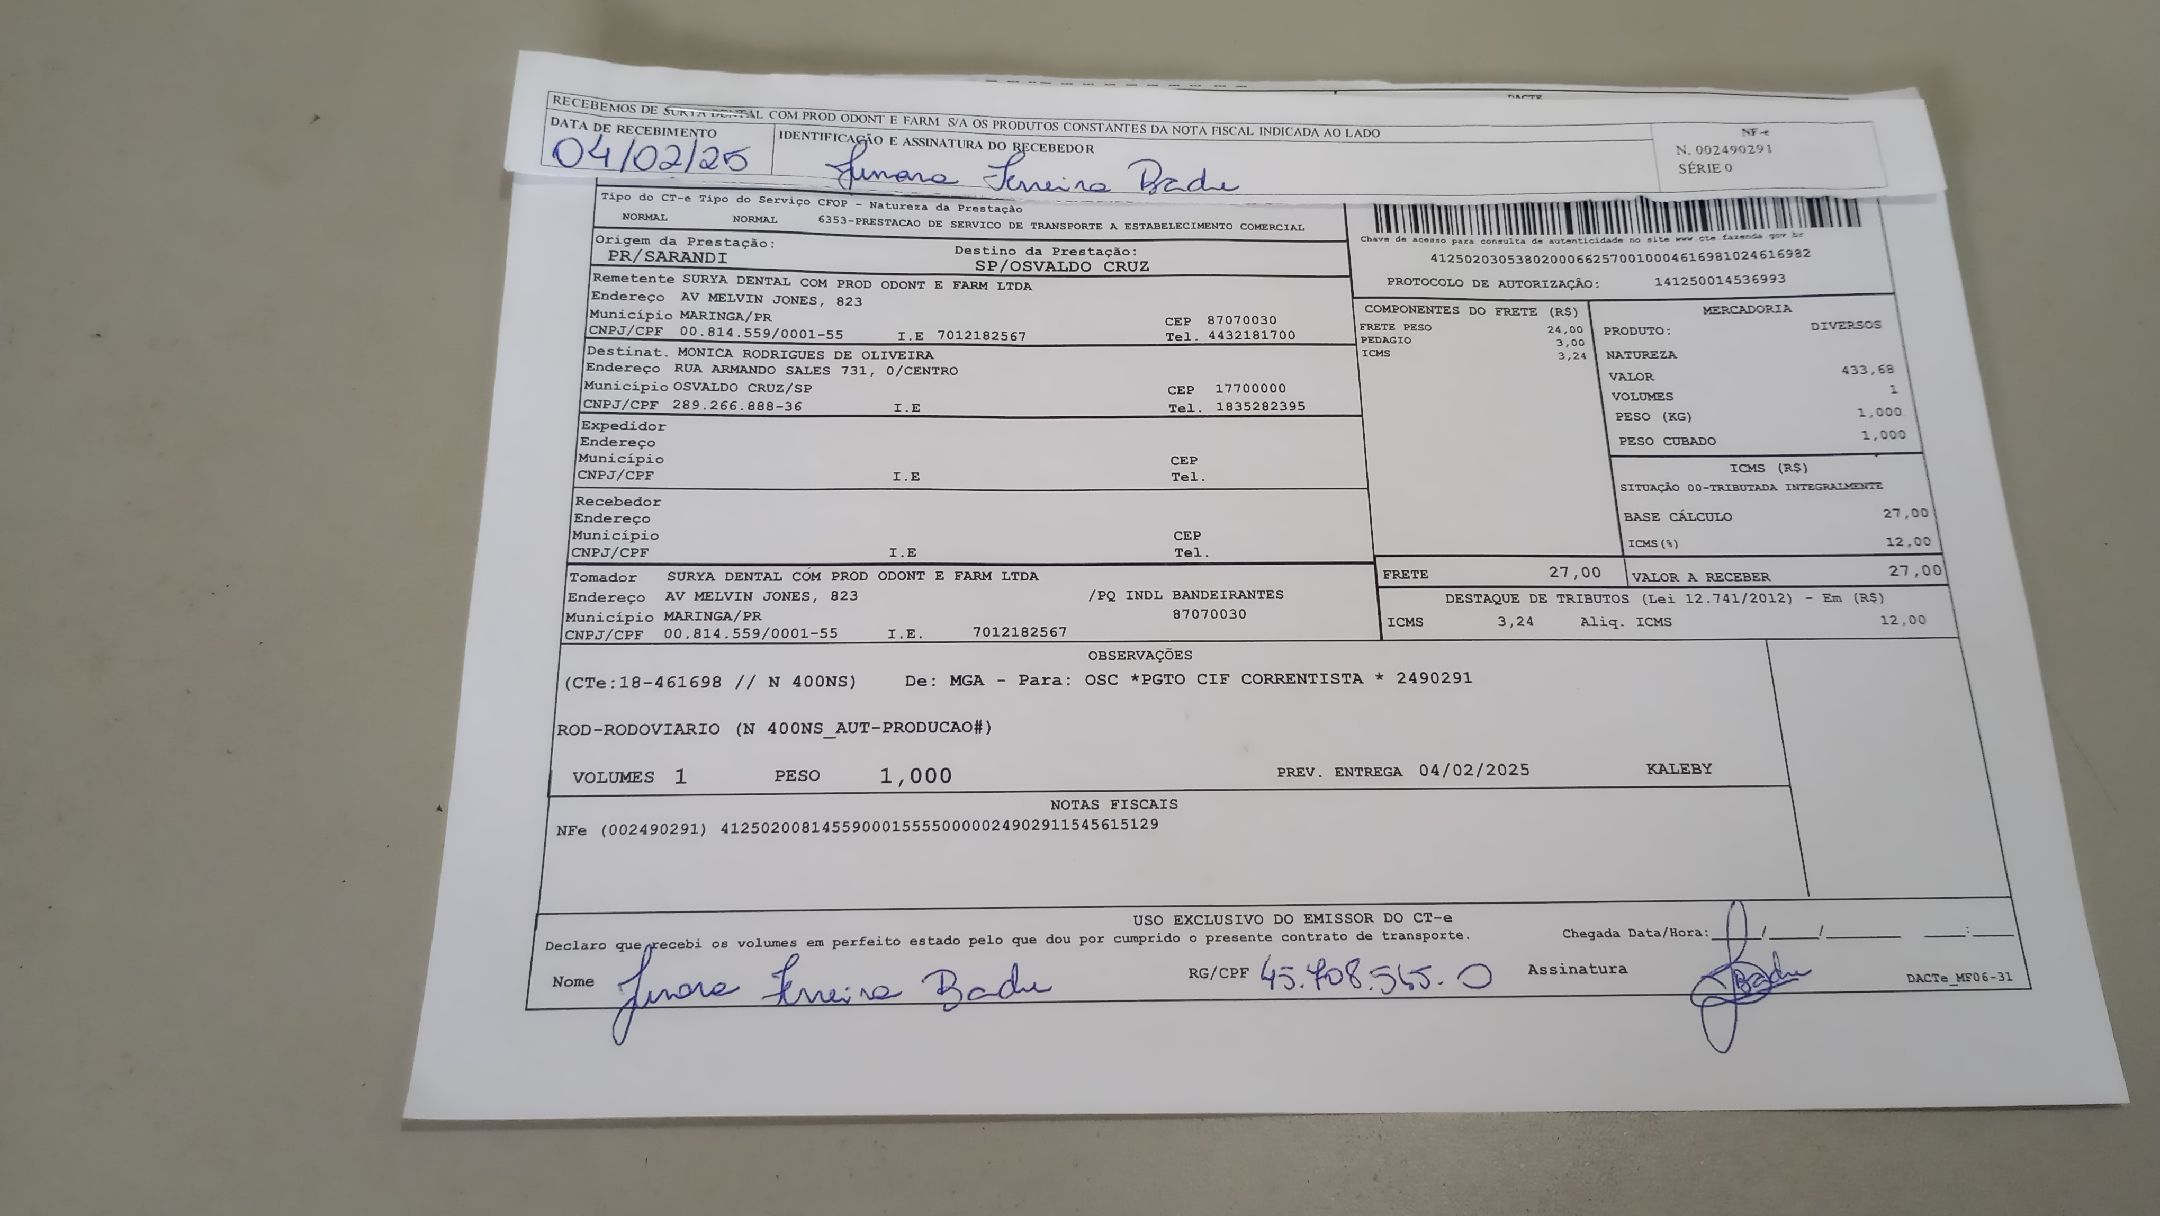 DACTE
RECEBEMOS DE SURYA DENTAL COM PROD ODONT E FARM S/A OS PRODUTOS CONSTANTES DA NOTA FISCAL INDICADA AO LADO
DATA DE RECEBIMENTO
04/02/25
IDENTIFICAÇÃO E ASSINATURA DO RECEBEDOR
Ferreira Badu
NF-e
N. 002490291
SÉRIE 0
Tipo do CT-e Tipo do Serviço CFOP - Natureza da Prestação
NORMAL NORMAL 6353-PRESTACAO DE SERVICO DE TRANSPORTE A ESTABELECIMENTO COMERCIAL
Origem da Prestação: Destino da Prestação:
PR/SARANDI SP/OSVALDO CRUZ
Remetente SURYA DENTAL COM PROD ODONT E FARM LTDA
Endereço AV MELVIN JONES, 823
Município MARINGA/PR CEP 87070030
CNPJ/CPF 00.814.559/0001-55 I.E 7012182567 Tel. 4432181700
Destinat. MONICA RODRIGUES DE OLIVEIRA
Endereço RUA ARMANDO SALES 731, 0/CENTRO
Município OSVALDO CRUZ/SP CEP 17700000
CNPJ/CPF 289.266.888-36 I.E Tel. 1835282395
Expedidor
Endereço
Município CEP
CNPJ/CPF I.E Tel.
Recebedor
Endereço
Município CEP
CNPJ/CPF I.E Tel.
Tomador SURYA DENTAL COM PROD ODONT E FARM LTDA
Endereço AV MELVIN JONES, 823 /PQ INDL BANDEIRANTES
Município MARINGA/PR 87070030
CNPJ/CPF 00.814.559/0001-55 I.E. 7012182567
Chave de acesso para consulta de autenticidade no site www.cte.fazenda.gov.br
41250203053802000662570010004616981024616982
PROTOCOLO DE AUTORIZAÇÃO: 141250014536993
COMPONENTES DO FRETE (R$)
FRETE PESO 24,00
PEDAGIO 3,00
ICMS 3,24
MERCADORIA
PRODUTO: DIVERSOS
NATUREZA
VALOR 433,68
VOLUMES 1
PESO (KG) 1,000
PESO CUBADO 1,000
ICMS (R$)
SITUAÇÃO 00-TRIBUTADA INTEGRALMENTE
BASE CÁLCULO 27,00
ICMS(%) 12,00
FRETE 27,00 VALOR A RECEBER 27,00
DESTAQUE DE TRIBUTOS (Lei 12.741/2012) - Em (R$)
ICMS 3,24 Aliq. ICMS 12,00
OBSERVAÇÕES
(CTe:18-461698 // N 400NS) De: MGA - Para: OSC *PGTO CIF CORRENTISTA * 2490291
ROD-RODOVIARIO (N 400NS_AUT-PRODUCAO#)
VOLUMES 1 PESO 1,000 PREV. ENTREGA 04/02/2025 KALEBY
NOTAS FISCAIS
NFe (002490291) 41250200814559000155550000024902911545615129
USO EXCLUSIVO DO EMISSOR DO CT-e
Declaro que recebi os volumes em perfeito estado pelo que dou por cumprido o presente contrato de transporte. Chegada Data/Hora: / /  :
Nome Ferreira Badu RG/CPF 45.408.565.0 Assinatura Badu DACTe_MF06-31